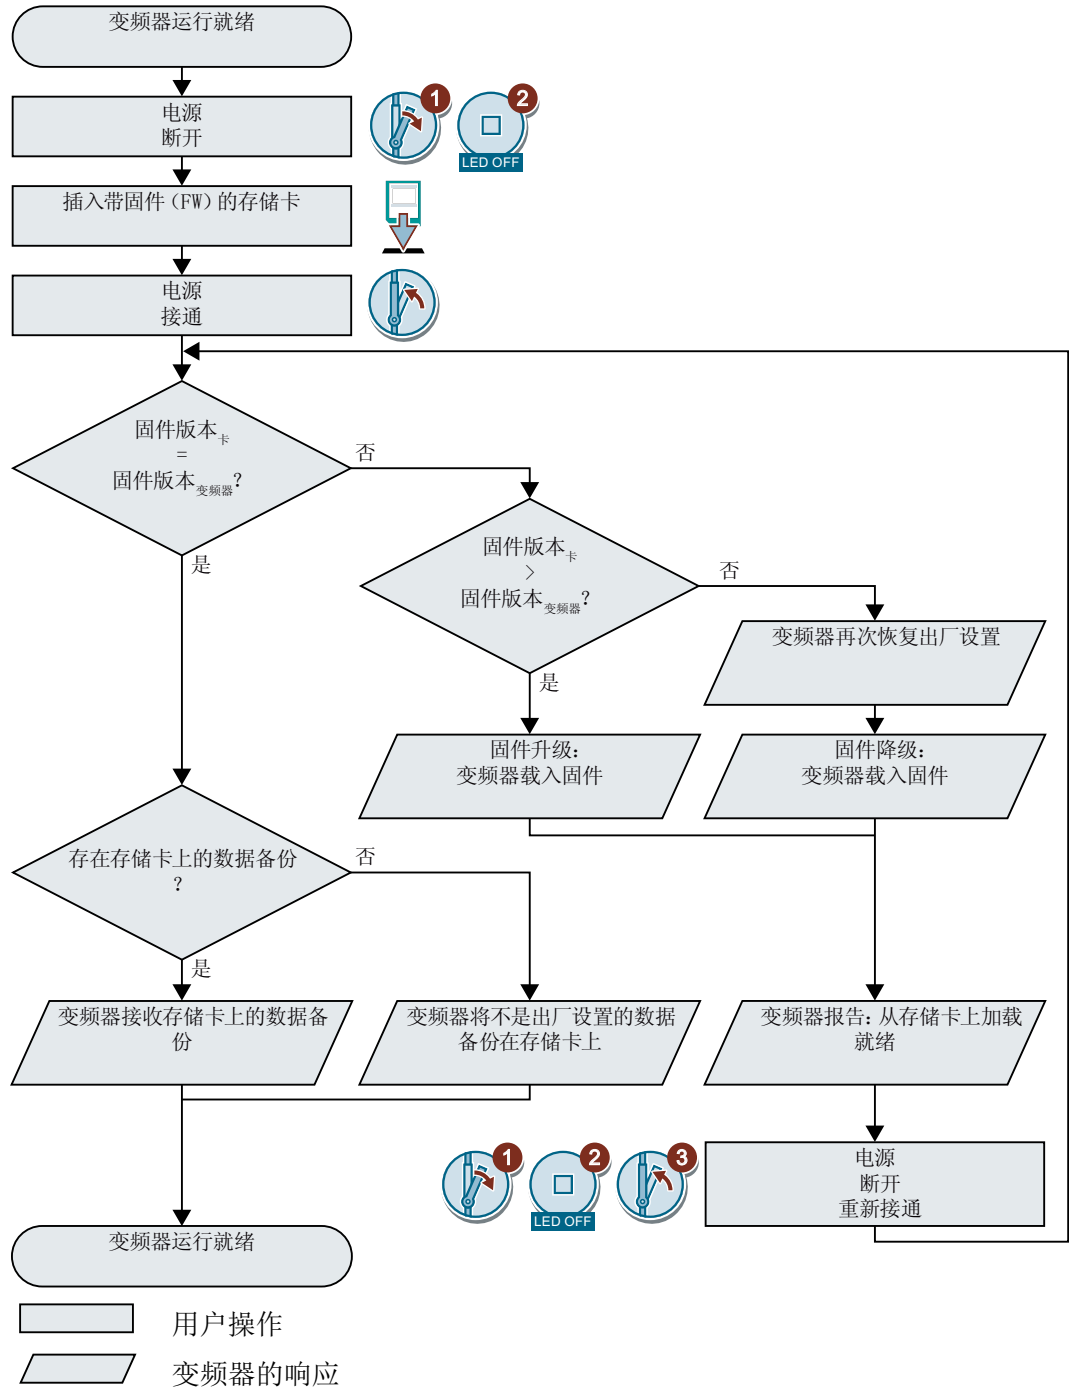 变频器运行就绪
电源
断开
1
2
LED OFF
插入带固件(FW)的存储卡
电源
接通
固件版本卡
=
固件版本变频器?
否
是
固件版本卡
>
固件版本变频器?
否
是
变频器再次恢复出厂设置
固件升级:
变频器载入固件
固件降级:
变频器载入固件
存在存储卡上的数据备份
?
否
是
变频器接收存储卡上的数据备
份
变频器将不是出厂设置的数据
备份在存储卡上
变频器报告:从存储卡上加载
就绪
1
2
3
LED OFF
电源
断开
重新接通
变频器运行就绪
用户操作
变频器的响应